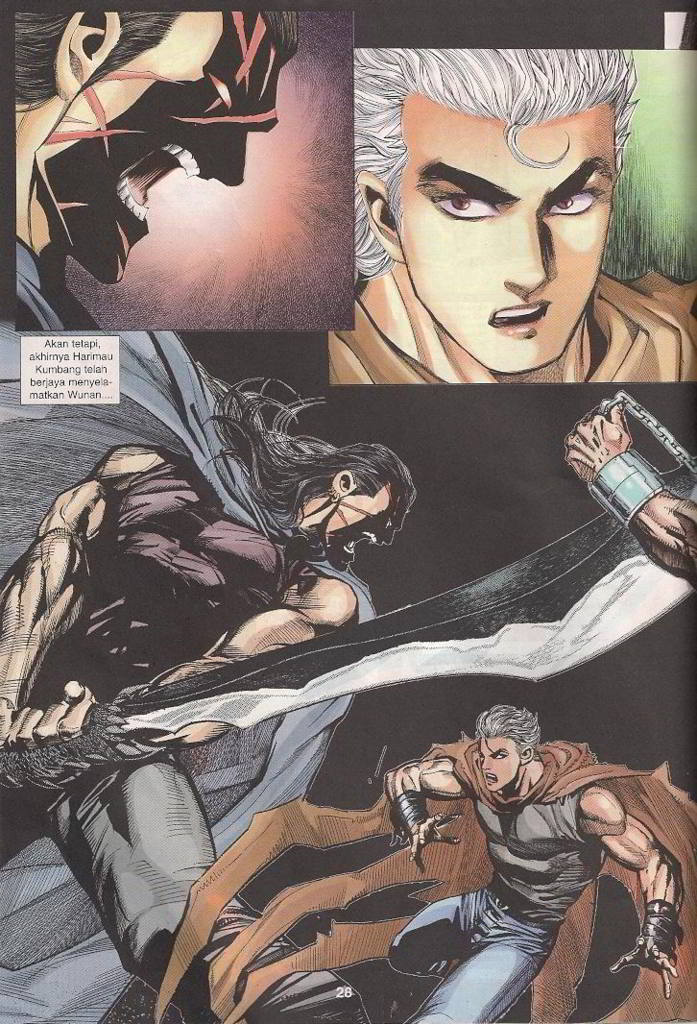 Akan tetapi,
akhirnya Harimau
Kumbang telah
berjaya menyela-
matkan Wunan....
28